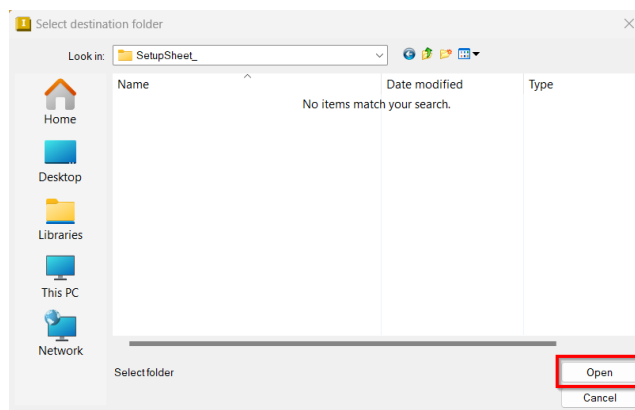 Select destination folder
Look in: SetupSheet_
Name Date modified Type
No items match your search.
Home
Desktop
Libraries
This PC
Network
Select folder
Open
Cancel